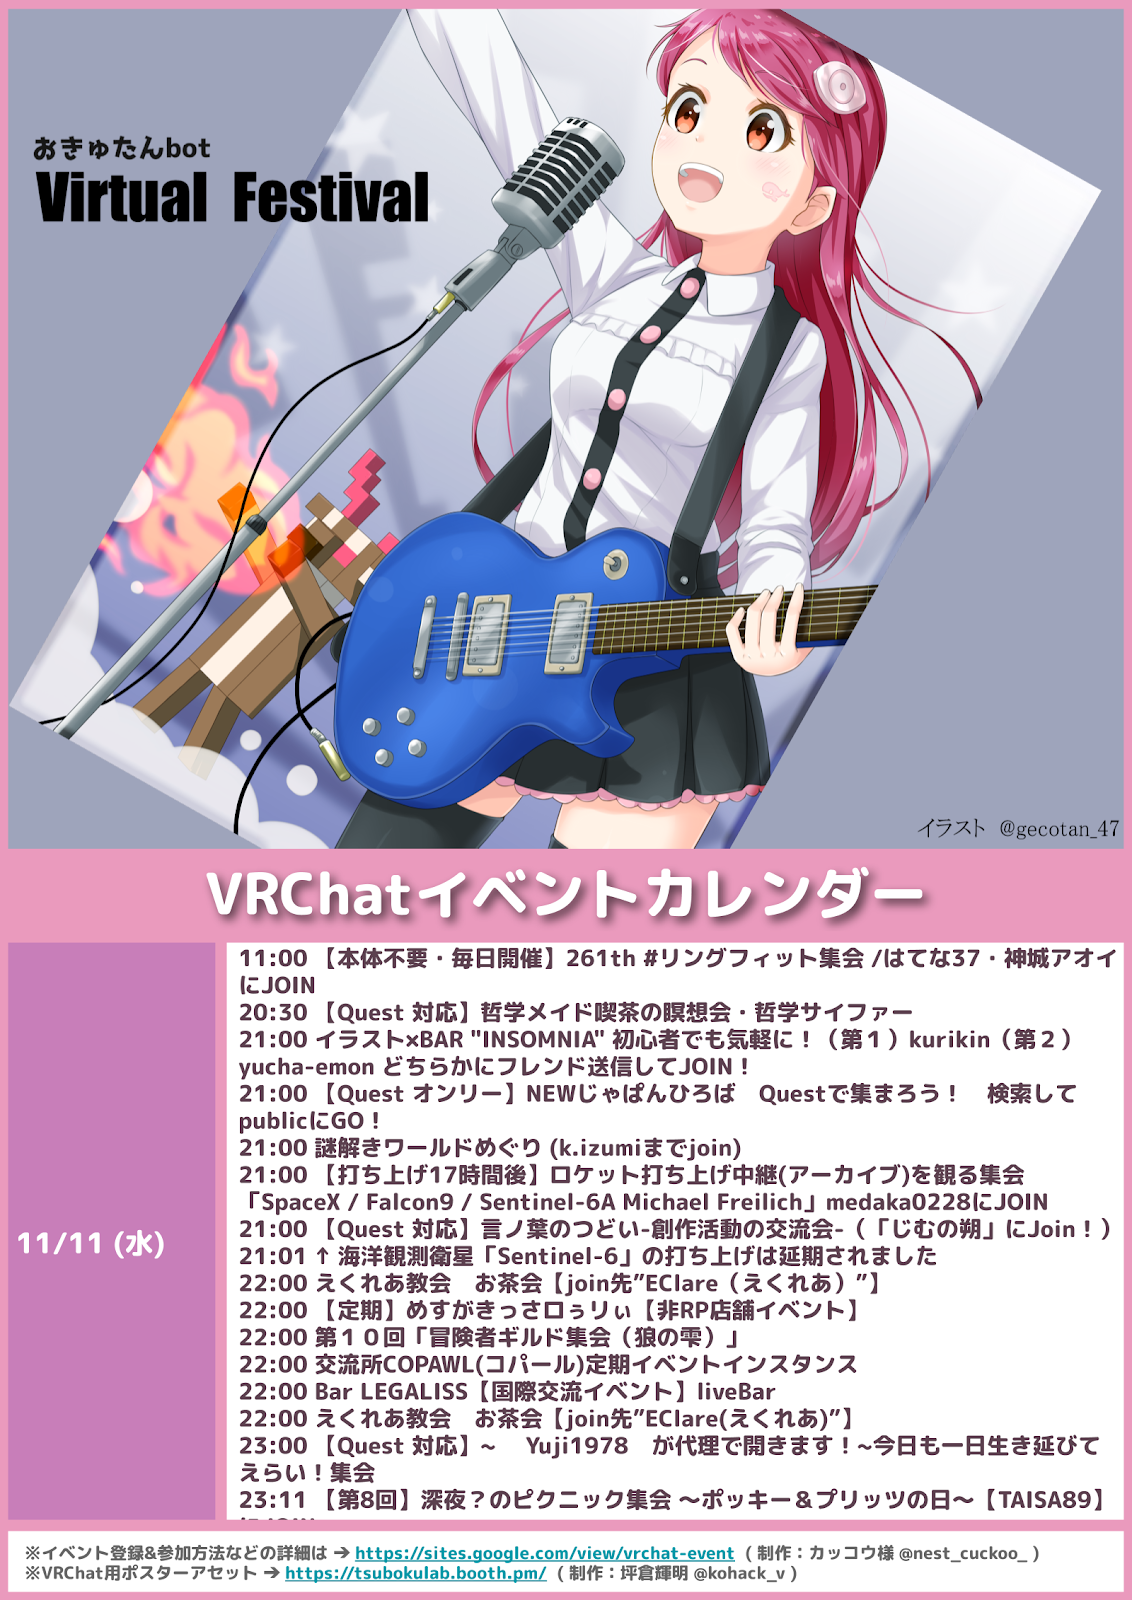 おきゅたんbot
Virtual Festival
イラスト @gecotan_47
VRChatイベントカレンダー
11/11 (水)
11:00 【本体不要・毎日開催】261th #リングフィット集会 /はてな37・神城アオイ
にJOIN
20:30 【Quest 対応】哲学メイド喫茶の瞑想会・哲学サイファー
21:00 イラスト×BAR "INSOMNIA" 初心者でも気軽に！（第１）kurikin（第２）
yucha-emon どちらかにフレンド送信してJOIN！
21:00 【Quest オンリー】NEWじゃぱんひろば　Questで集まろう！　検索して
publicにGO！
21:00 謎解きワールドめぐり (k.izumiまでjoin)
21:00 【打ち上げ17時間後】ロケット打ち上げ中継(アーカイブ)を観る集会
「SpaceX / Falcon9 / Sentinel-6A Michael Freilich」medaka0228にJOIN
21:00 【Quest 対応】言ノ葉のつどい-創作活動の交流会-（「じむの朔」にJoin！）
21:01 ↑ 海洋観測衛星「Sentinel-6」の打ち上げは延期されました
22:00 えくれあ教会　お茶会【join先”EClare（えくれあ）”】
22:00 【定期】めすがきっさロぅリぃ【非RP店舗イベント】
22:00 第１０回「冒険者ギルド集会（狼の雫）」
22:00 交流所COPAWL(コパール)定期イベントインスタンス
22:00 Bar LEGALISS【国際交流イベント】liveBar
22:00 えくれあ教会　お茶会【join先”EClare(えくれあ)”】
23:00 【Quest 対応】~　Yuji1978　が代理で開きます！~今日も一日生き延びて
えらい！集会
23:11 【第8回】深夜？のピクニック集会 ～ポッキー＆プリッツの日～【TAISA89】
にJOIN
※イベント登録&参加方法などの詳細は ➔ https://sites.google.com/view/vrchat-event ( 制作：カッコウ様 @nest_cuckoo_ )
※VRChat用ポスターアセット ➔ https://tsubokulab.booth.pm/ ( 制作：坪倉輝明 @kohack_v )